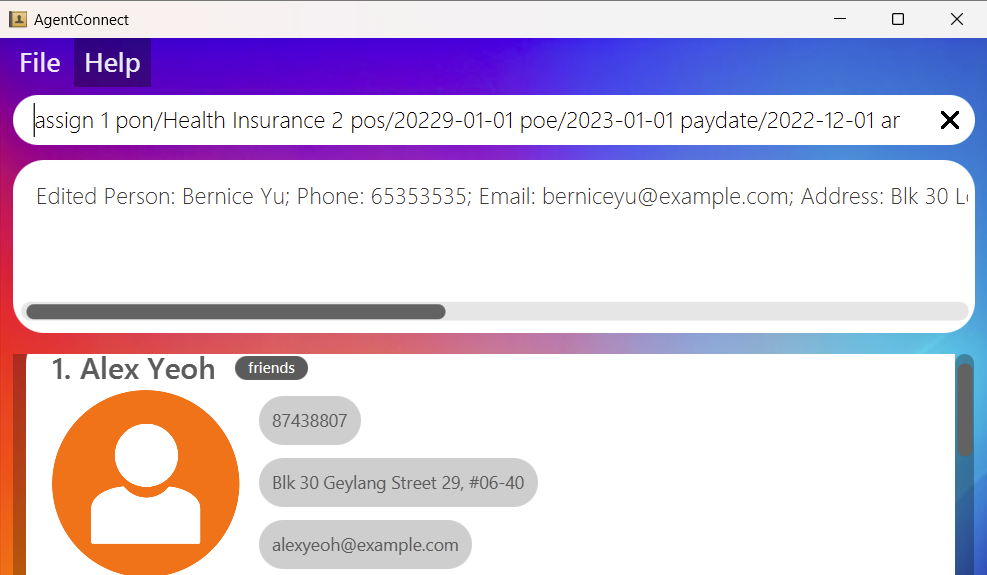 AgentConnect
File Help
assign 1 pon/Health Insurance 2 pos/20229-01-01 poe/2023-01-01 paydate/2022-12-01 ar
Edited Person: Bernice Yu; Phone: 65353535; Email: berniceyu@example.com; Address: Blk 30
1. Alex Yeoh friends
87438807
Blk 30 Geylang Street 29, #06-40
alexyeoh@example.com